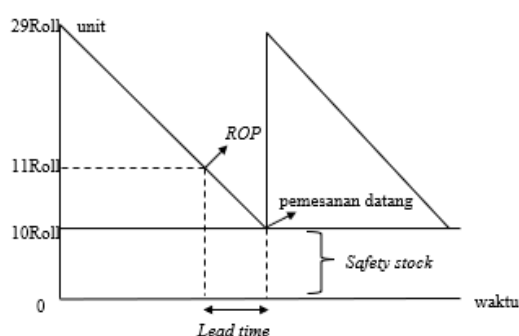 29Roll unit
ROP
11Roll
pemesanan datang
10Roll
Safety stock
0
waktu
Lead time